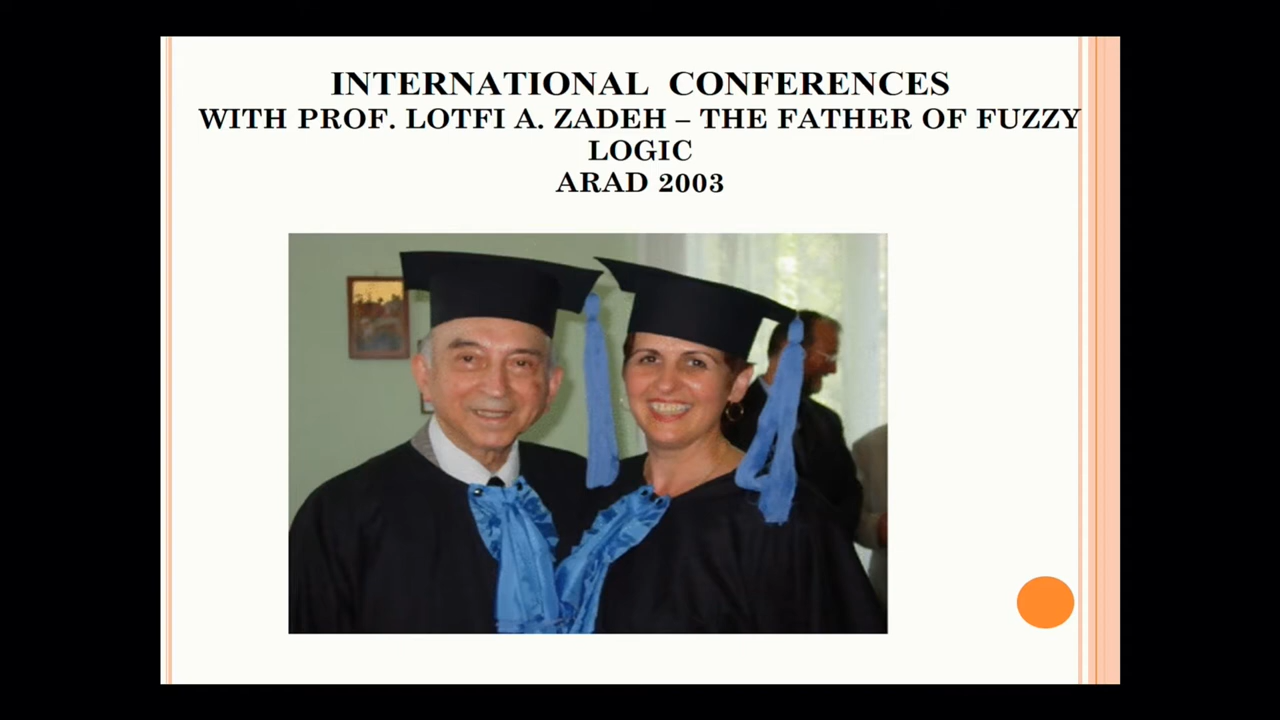 INTERNATIONAL CONFERENCES
WITH PROF. LOTFI A. ZADEH – THE FATHER OF FUZZY
LOGIC
ARAD 2003